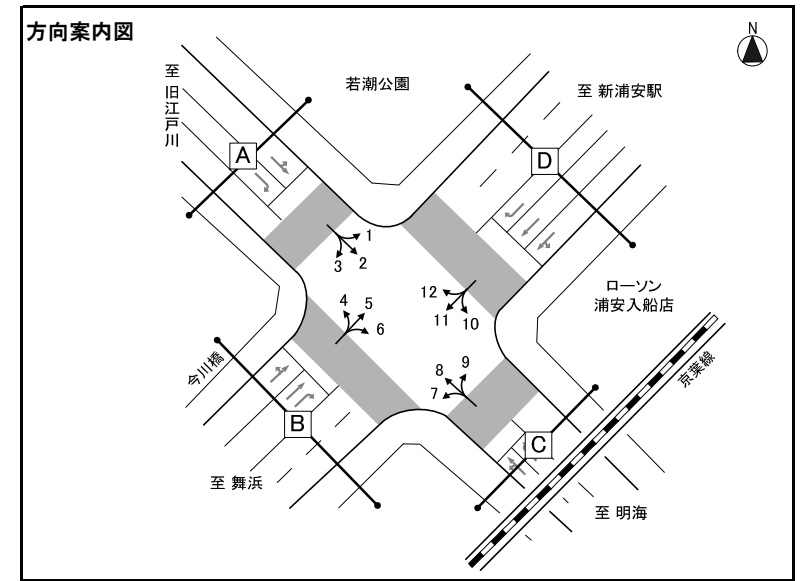 方向案内図
N
至 旧江戸川
若潮公園
至 新浦安駅
A
D
1
2
3
4
5
6
12
11
10
9
8
7
ローソン
浦安入船店
今川橋
京葉線
B
C
至 舞浜
至 明海